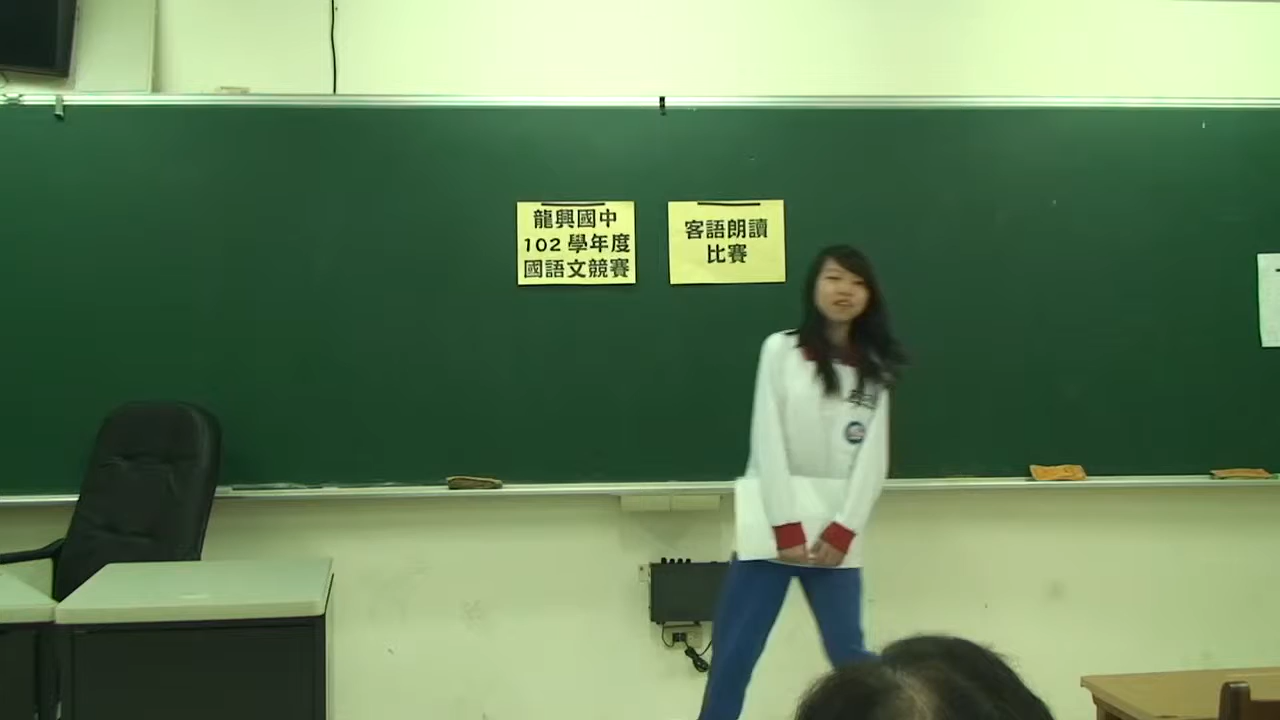 龍興國中
102 學年度
國語文競賽
客語朗讀
比賽